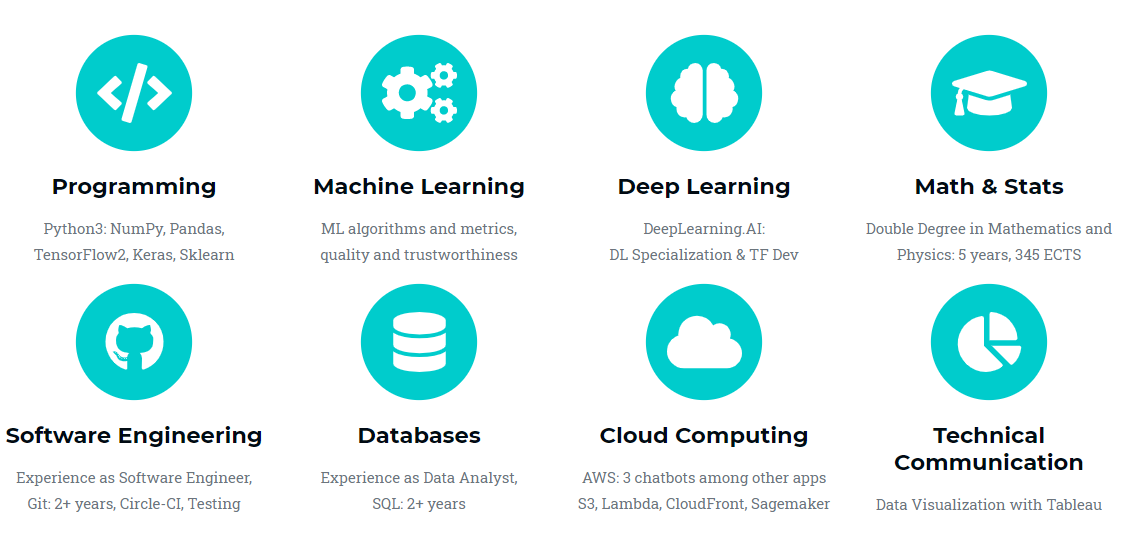 Programming
Python3: NumPy, Pandas,
TensorFlow2, Keras, Sklearn
Machine Learning
ML algorithms and metrics,
quality and trustworthiness
Deep Learning
DeepLearning.AI:
DL Specialization & TF Dev
Math & Stats
Double Degree in Mathematics and
Physics: 5 years, 345 ECTS
Software Engineering
Experience as Software Engineer,
Git: 2+ years, Circle-CI, Testing
Databases
Experience as Data Analyst,
SQL: 2+ years
Cloud Computing
AWS: 3 chatbots among other apps
S3, Lambda, CloudFront, Sagemaker
Technical
Communication
Data Visualization with Tableau